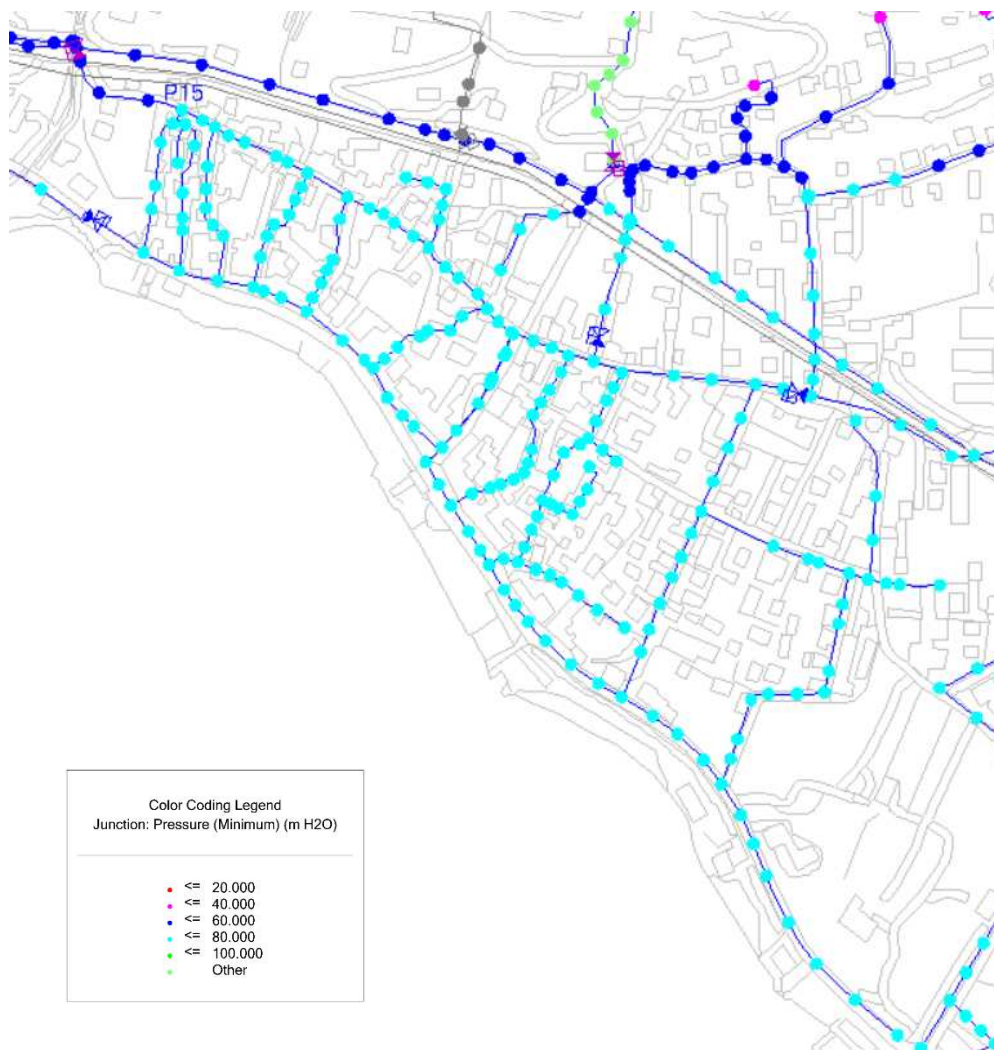 P15
Color Coding Legend
Junction: Pressure (Minimum) (m H2O)
<= 20.000
<= 40.000
<= 60.000
<= 80.000
<= 100.000
Other